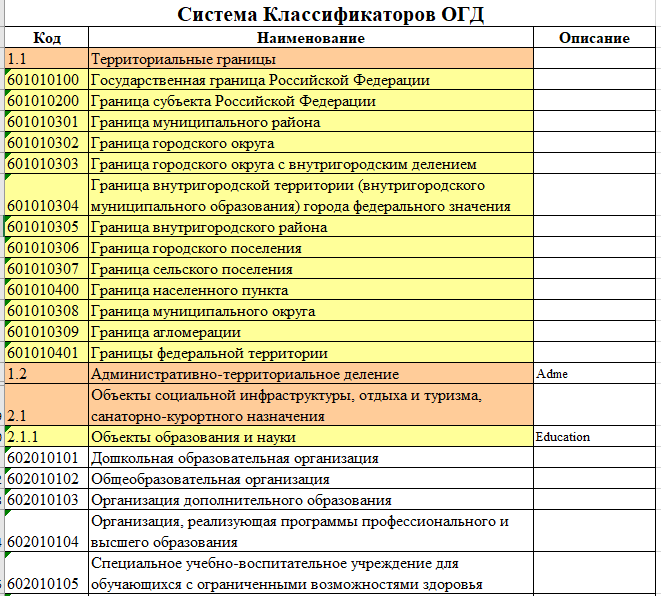 Система Классификаторов ОГД
Код Наименование Описание
1.1 Территориальные границы
601010100 Государственная граница Российской Федерации
601010200 Граница субъекта Российской Федерации
601010301 Граница муниципального района
601010302 Граница городского округа
601010303 Граница городского округа с внутригородским делением
Граница внутригородской территории (внутригородского
601010304 муниципального образования) города федерального значения
601010305 Граница внутригородского района
601010306 Граница городского поселения
601010307 Граница сельского поселения
601010400 Граница населенного пункта
601010308 Граница муниципального округа
601010309 Граница агломерации
601010401 Границы федеральной территории
1.2 Административно-территориальное деление Adme
Объекты социальной инфраструктуры, отдыха и туризма,
2.1 санаторно-курортного назначения
2.1.1 Объекты образования и науки Education
602010101 Дошкольная образовательная организация
602010102 Общеобразовательная организация
602010103 Организация дополнительного образования
Организация, реализующая программы профессионального и
602010104 высшего образования
Специальное учебно-воспитательное учреждение для
602010105 обучающихся с ограниченными возможностями здоровья